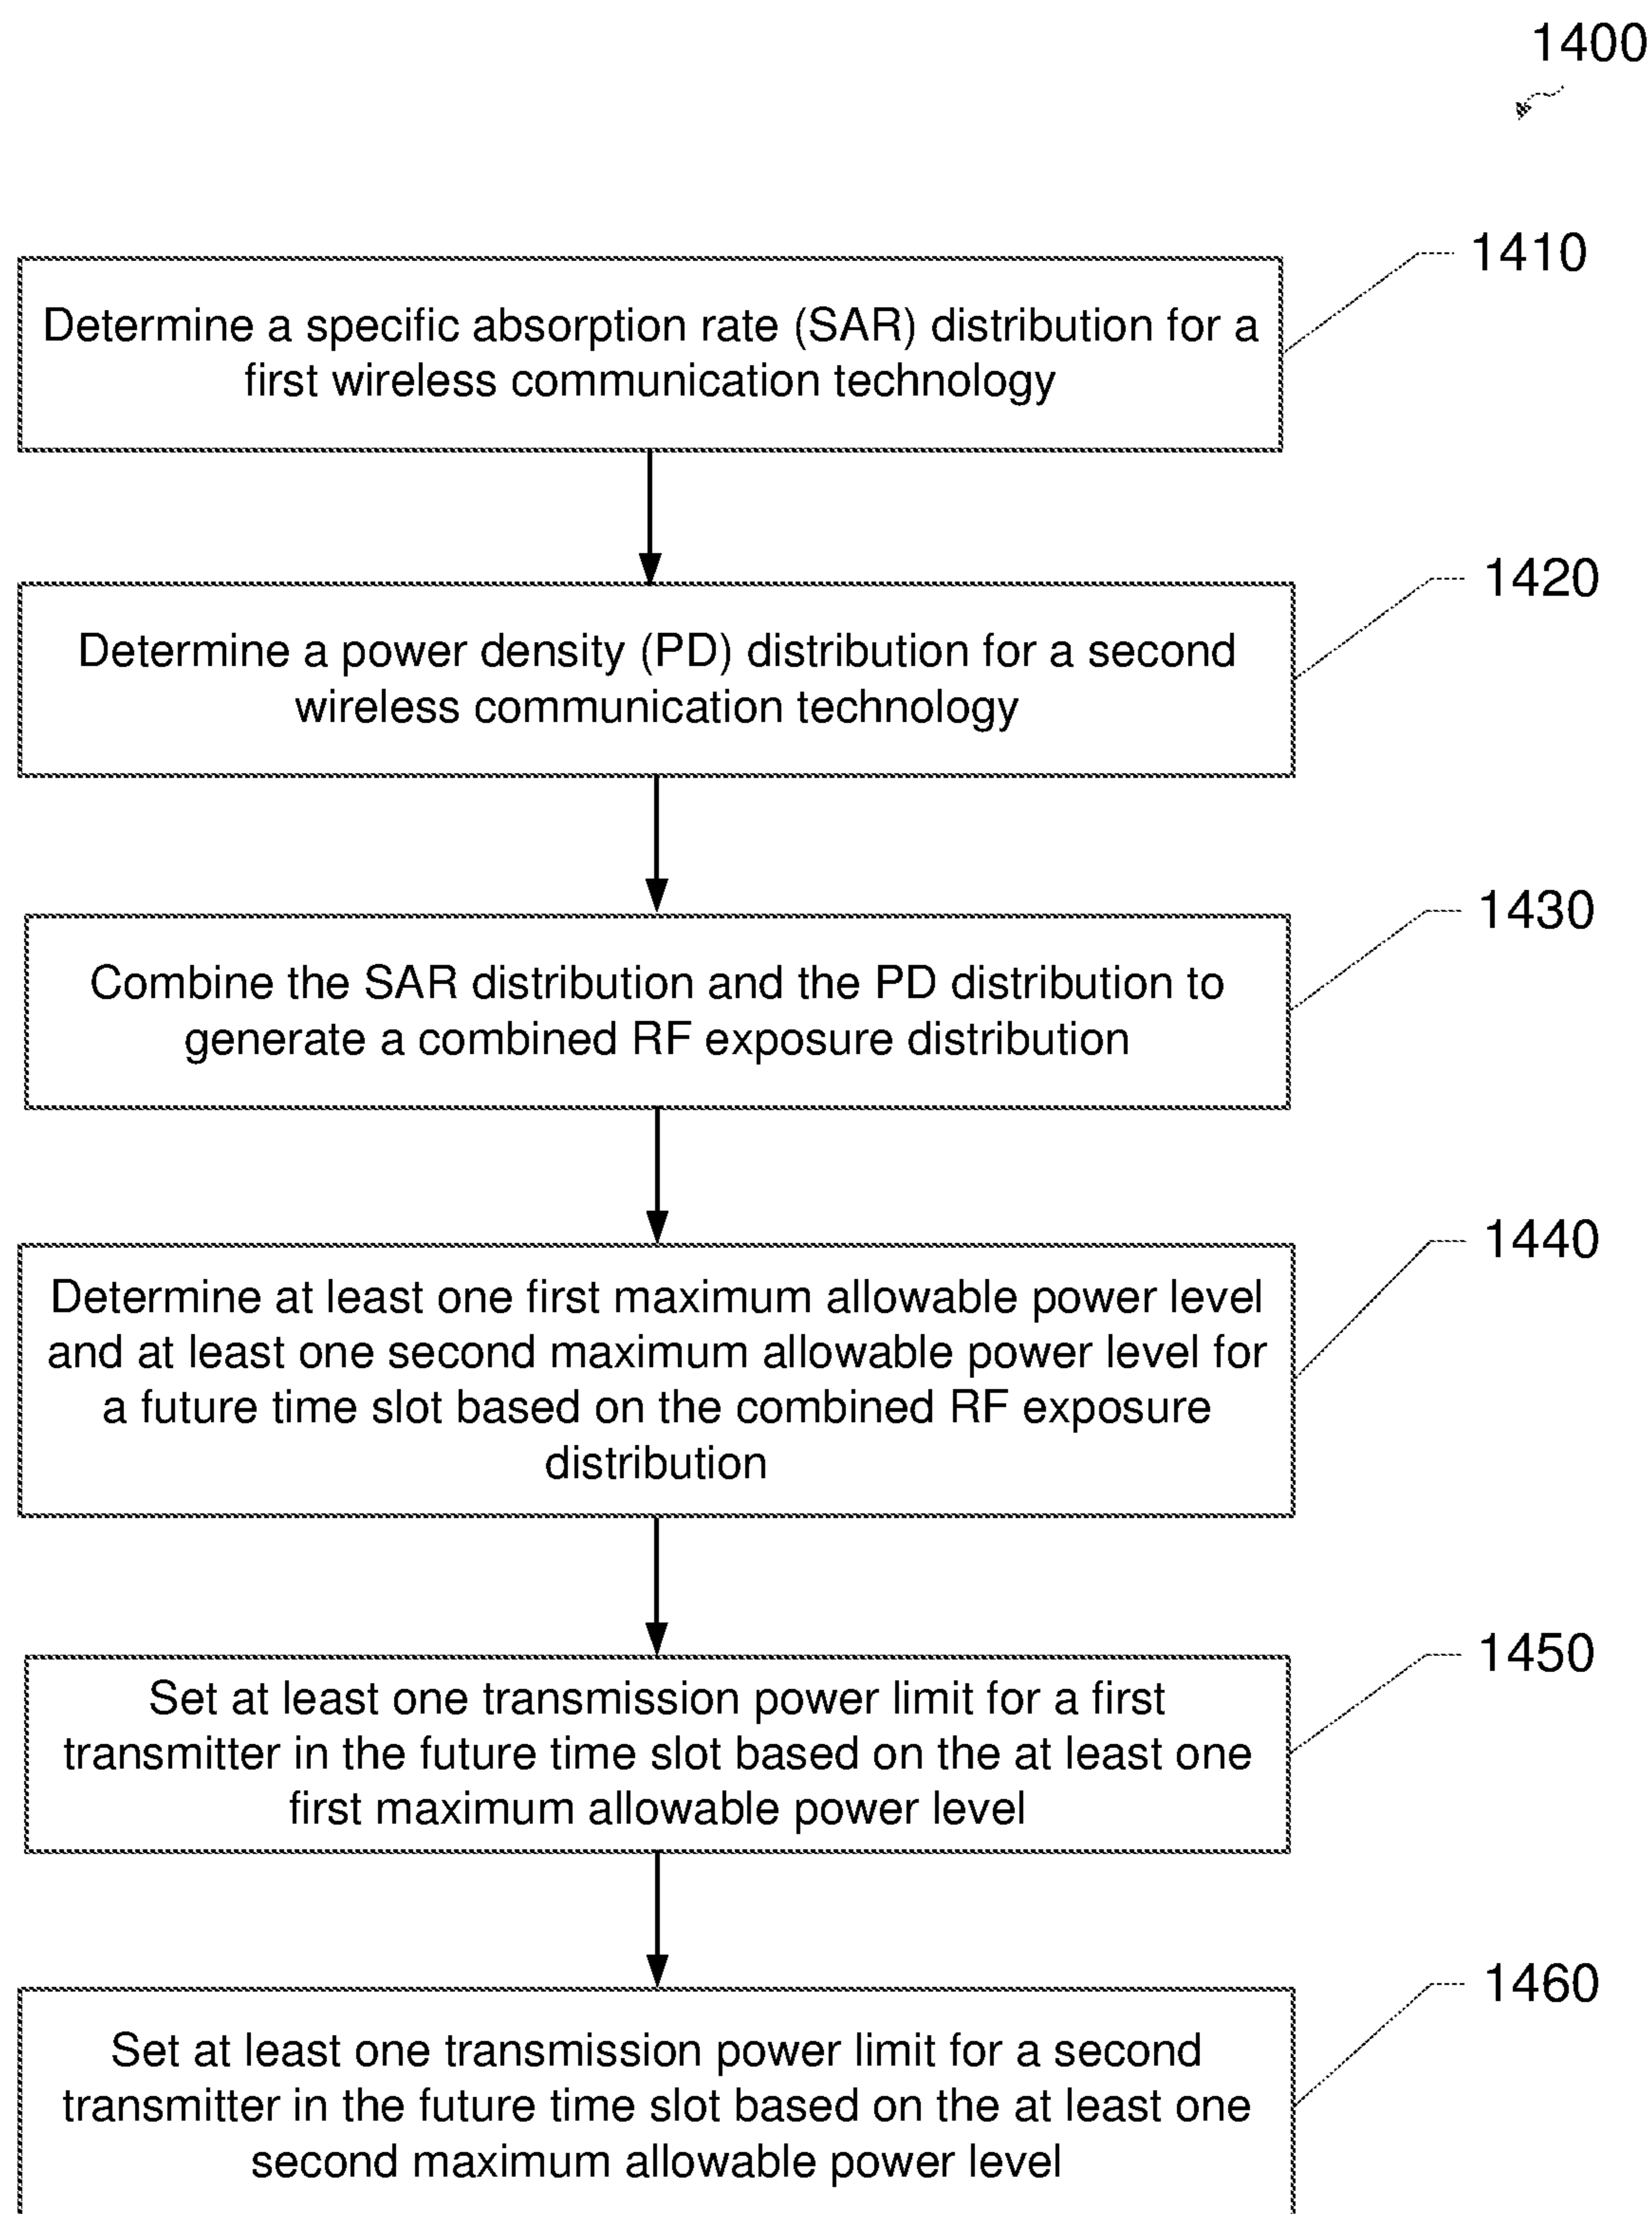 1400
1410
Determine a specific absorption rate (SAR) distribution for a
first wireless communication technology
1420
Determine a power density (PD) distribution for a second
wireless communication technology
1430
Combine the SAR distribution and the PD distribution to
generate a combined RF exposure distribution
1440
Determine at least one first maximum allowable power level
and at least one second maximum allowable power level for
a future time slot based on the combined RF exposure
distribution
1450
Set at least one transmission power limit for a first
transmitter in the future time slot based on the at least one
first maximum allowable power level
1460
Set at least one transmission power limit for a second
transmitter in the future time slot based on the at least one
second maximum allowable power level